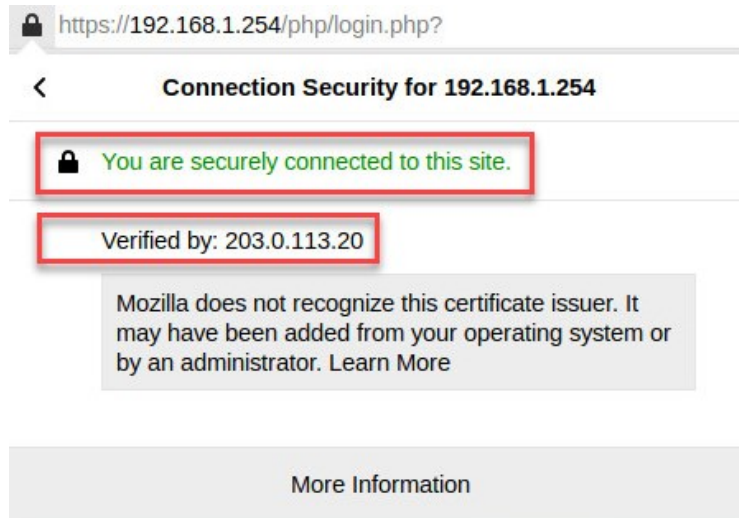 https://192.168.1.254/php/login.php?
Connection Security for 192.168.1.254
You are securely connected to this site.
Verified by: 203.0.113.20
Mozilla does not recognize this certificate issuer. It
may have been added from your operating system or
by an administrator. Learn More
More Information